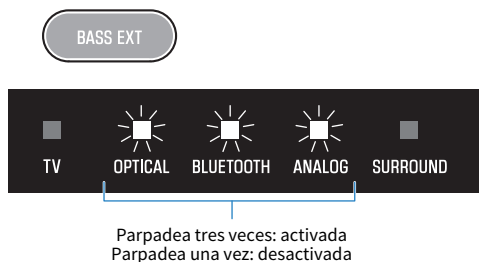 BASS EXT
TV OPTICAL BLUETOOTH ANALOG SURROUND
Parpadea tres veces: activada
Parpadea una vez: desactivada